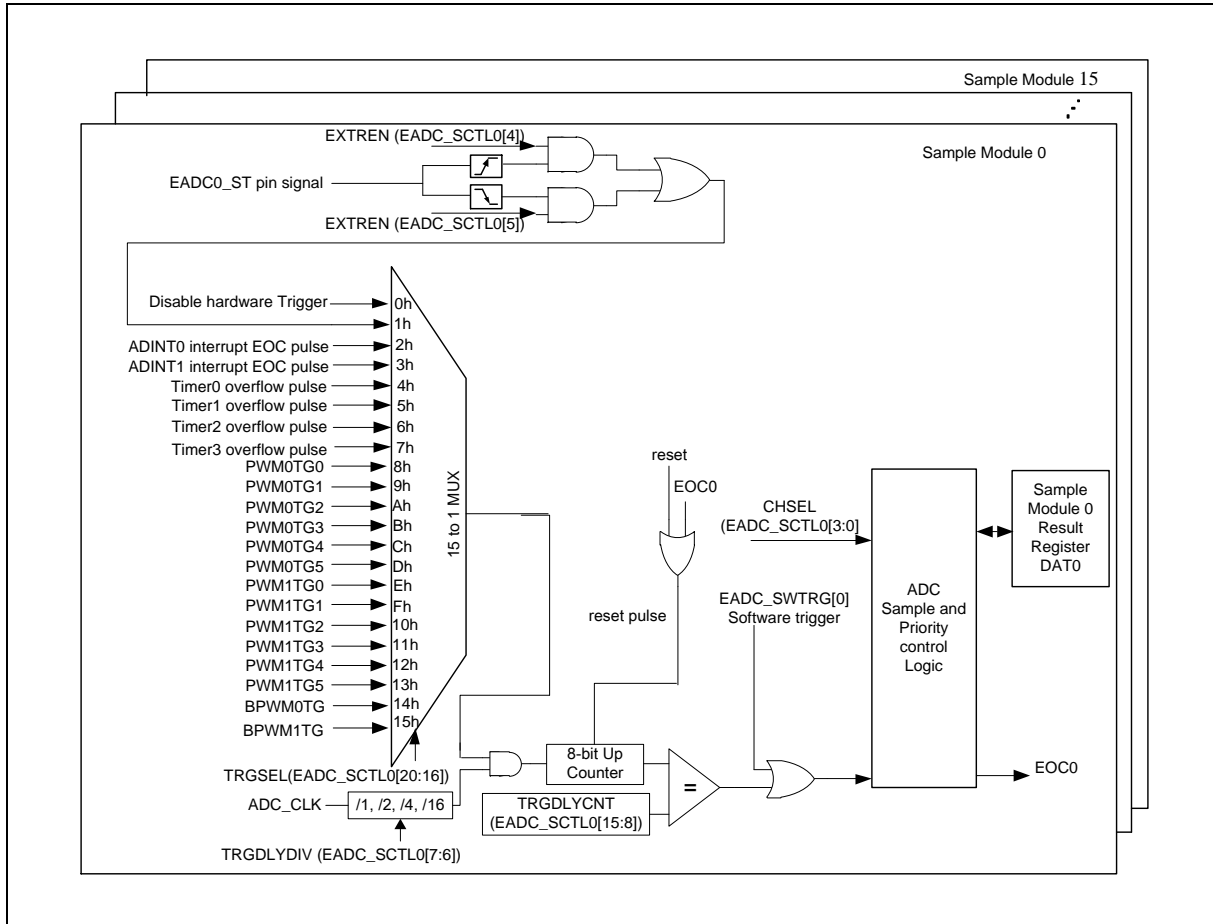 Sample Module 15
Sample Module 0
EXTREN (EADC_SCTL0[4])
EADC0_ST pin signal
EXTREN (EADC_SCTL0[5])
Disable hardware Trigger
0h
1h
ADINT0 interrupt EOC pulse
2h
ADINT1 interrupt EOC pulse
3h
Timer0 overflow pulse
4h
Timer1 overflow pulse
5h
Timer2 overflow pulse
6h
Timer3 overflow pulse
7h
PWM0TG0
8h
PWM0TG1
9h
PWM0TG2
Ah
PWM0TG3
Bh
PWM0TG4
Ch
PWM0TG5
Dh
PWM1TG0
Eh
PWM1TG1
Fh
PWM1TG2
10h
PWM1TG3
11h
PWM1TG4
12h
PWM1TG5
13h
BPWM0TG
14h
BPWM1TG
15h
15 to 1 MUX
TRGSEL(EADC_SCTL0[20:16])
ADC_CLK
/1, /2, /4, /16
TRGDLYDIV (EADC_SCTL0[7:6])
reset
EOC0
reset pulse
8-bit Up
Counter
TRGDLYCNT
(EADC_SCTL0[15:8])
=
CHSEL
(EADC_SCTL0[3:0])
EADC_SWTRG[0]
Software trigger
ADC
Sample and
Priority
control
Logic
Sample
Module 0
Result
Register
DAT0
EOC0